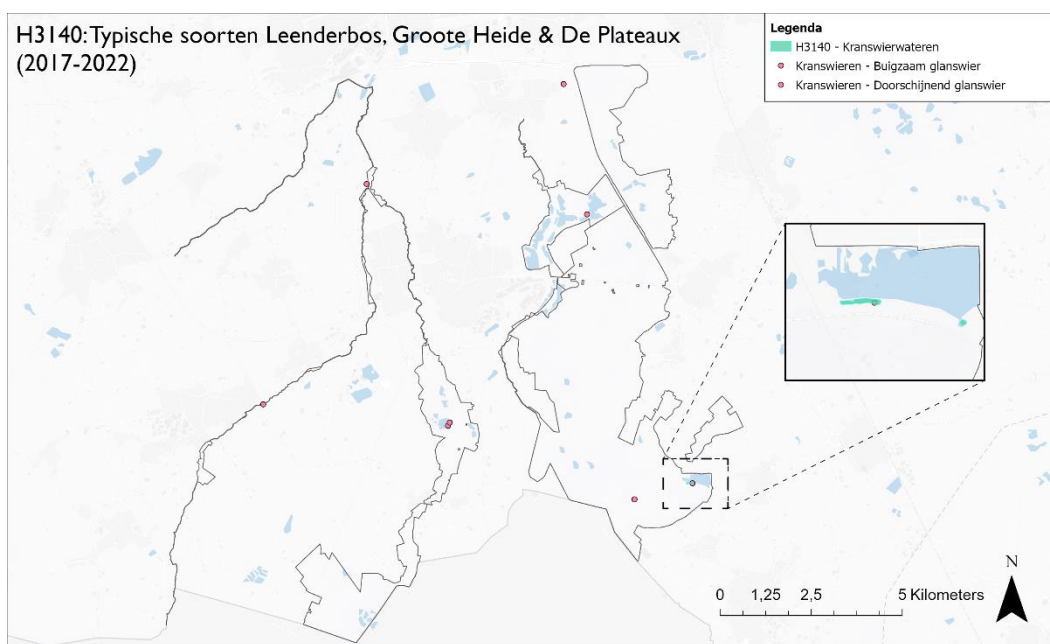 H3140: Typische soorten Leenderbos, Groote Heide & De Plateaux
(2017-2022)
Legenda
H3140 - Kranswierwateren
Kranswieren - Buigzaam glanswier
Kranswieren - Doorschijnend glanswier
N
0 1,25 2,5 5 Kilometers